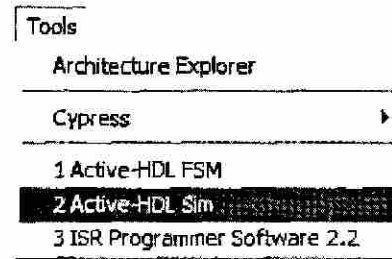 Tools
Architecture Explorer
Cypress
1 Active-HDL FSM
2 Active-HDL Sim
3 ISR Programmer Software 2.2